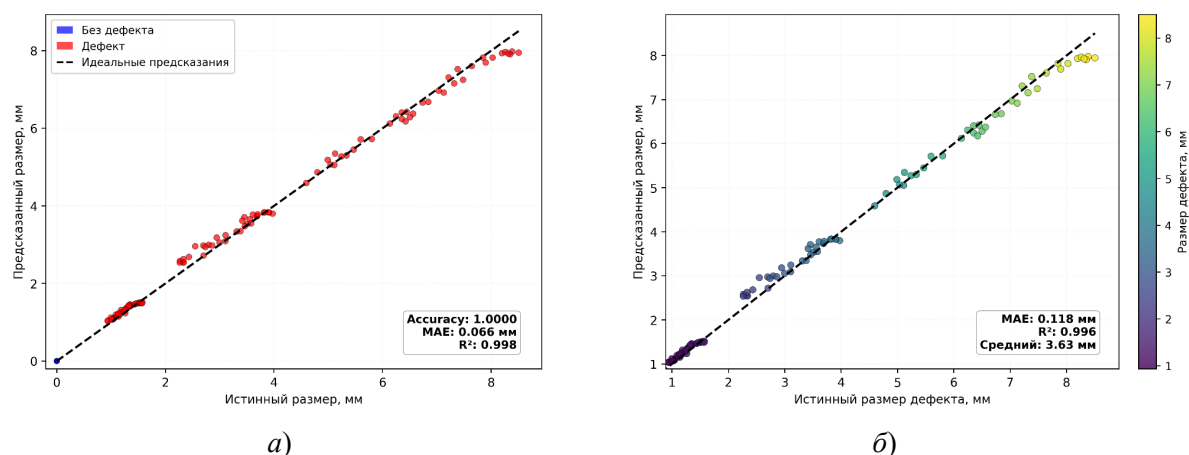 Без дефекта
Дефект
Идеальные предсказания
8
6
4
2
0
Предсказанный размер, мм
Accuracy: 1.0000
MAE: 0.066 мм
R²: 0.998
0 2 4 6 8
Истинный размер, мм
а)
8
7
6
5
4
3
2
1
Предсказанный размер, мм
MAE: 0.118 мм
R²: 0.996
Средний: 3.63 мм
1 2 3 4 5 6 7 8
Истинный размер дефекта, мм
8
7
6
5
4
3
2
1
Размер дефекта, мм
б)